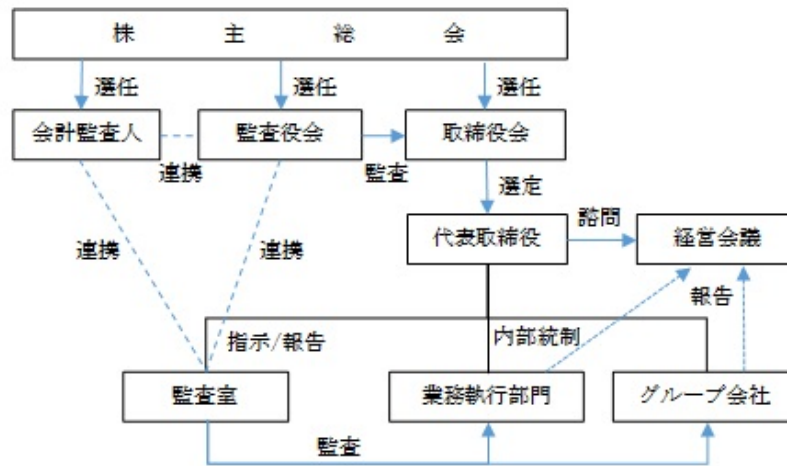 株主総会
選任 選任 選任
会計監査人 監査役会 取締役会
連携 監査
選定
諮問
代表取締役 経営会議
連携 連携
報告
指示/報告 内部統制
監査室 業務執行部門 グループ会社
監査